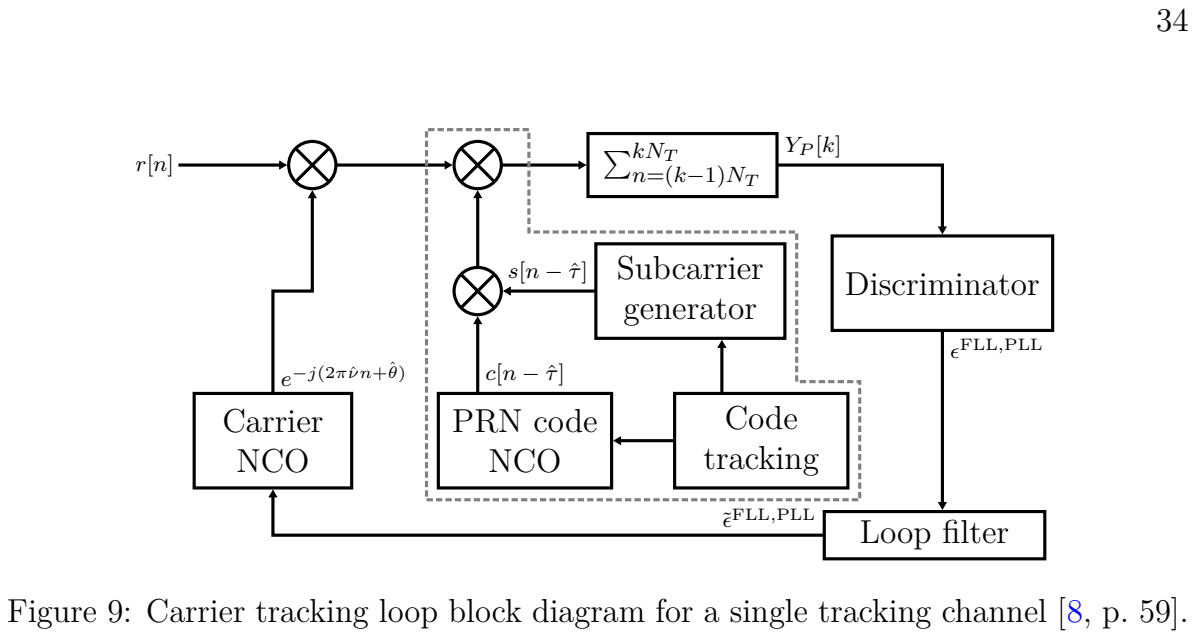 34
r[n]
∑_{n=(k−1)N_T}^{kN_T}
Y_P[k]
s[n − τ̂]
Subcarrier
generator
Discriminator
ϵ^{FLL,PLL}
e^{−j(2πν̂n+θ̂)}
c[n − τ̂]
Carrier
NCO
PRN code
NCO
Code
tracking
ϵ̃^{FLL,PLL}
Loop filter
Figure 9: Carrier tracking loop block diagram for a single tracking channel [8, p. 59].